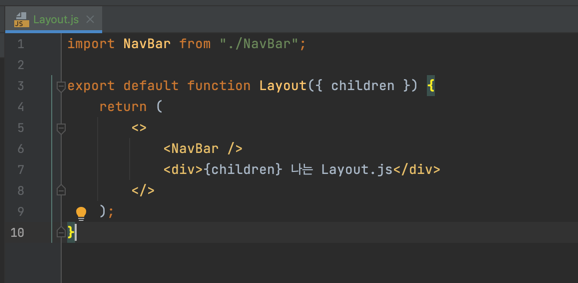 JS Layout.js ×
1 import NavBar from "./NavBar";
2
3 export default function Layout({ children }) {
4     return (
5         <>
6             <NavBar />
7             <div>{children} 나는 Layout.js</div>
8         </>
9     );
10 }